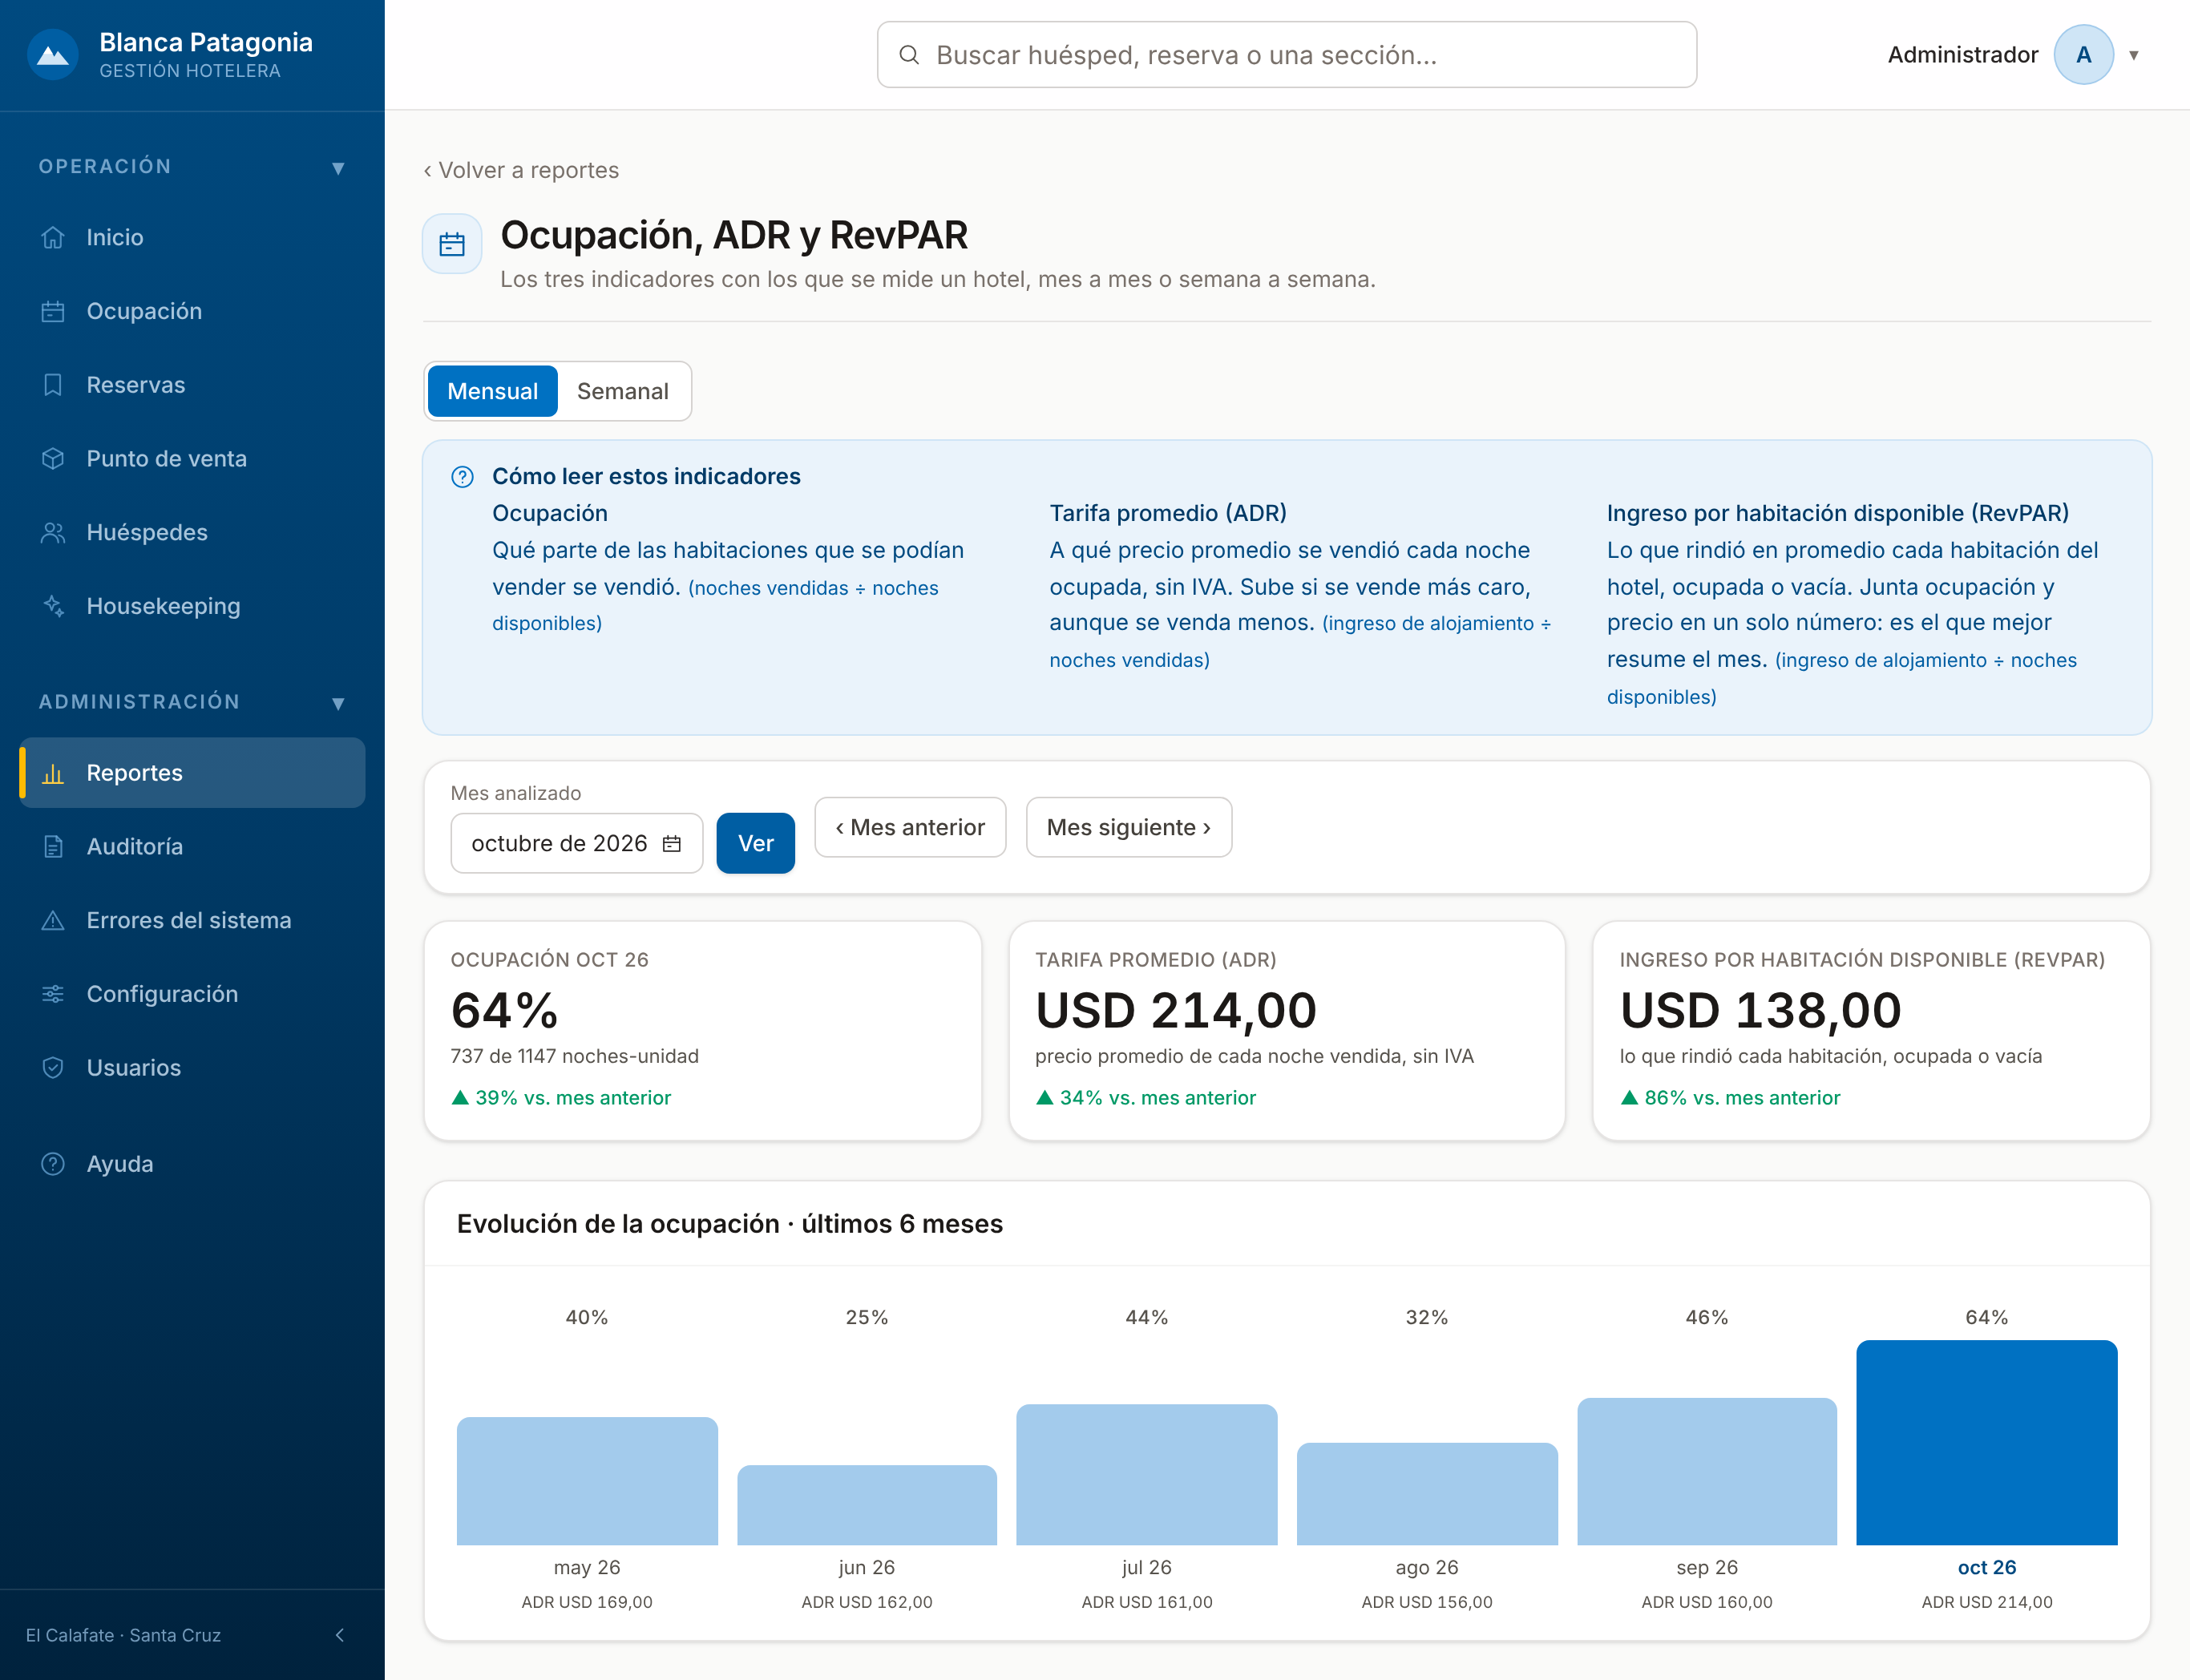 Blanca Patagonia
GESTIÓN HOTELERA
Buscar huésped, reserva o una sección...
Administrador
A
OPERACIÓN
Inicio
Ocupación
Reservas
Punto de venta
Huéspedes
Housekeeping
ADMINISTRACIÓN
Reportes
Auditoría
Errores del sistema
Configuración
Usuarios
Ayuda
El Calafate · Santa Cruz
‹ Volver a reportes
Ocupación, ADR y RevPAR
Los tres indicadores con los que se mide un hotel, mes a mes o semana a semana.
Mensual
Semanal
Cómo leer estos indicadores
Ocupación
Qué parte de las habitaciones que se podían
vender se vendió. (noches vendidas ÷ noches
disponibles)
Tarifa promedio (ADR)
A qué precio promedio se vendió cada noche
ocupada, sin IVA. Sube si se vende más caro,
aunque se venda menos. (ingreso de alojamiento ÷
noches vendidas)
Ingreso por habitación disponible (RevPAR)
Lo que rindió en promedio cada habitación del
hotel, ocupada o vacía. Junta ocupación y
precio en un solo número: es el que mejor
resume el mes. (ingreso de alojamiento ÷ noches
disponibles)
Mes analizado
octubre de 2026
Ver
‹ Mes anterior
Mes siguiente ›
OCUPACIÓN OCT 26
64%
737 de 1147 noches-unidad
▲ 39% vs. mes anterior
TARIFA PROMEDIO (ADR)
USD 214,00
precio promedio de cada noche vendida, sin IVA
▲ 34% vs. mes anterior
INGRESO POR HABITACIÓN DISPONIBLE (REVPAR)
USD 138,00
lo que rindió cada habitación, ocupada o vacía
▲ 86% vs. mes anterior
Evolución de la ocupación · últimos 6 meses
40%
25%
44%
32%
46%
64%
may 26
jun 26
jul 26
ago 26
sep 26
oct 26
ADR USD 169,00
ADR USD 162,00
ADR USD 161,00
ADR USD 156,00
ADR USD 160,00
ADR USD 214,00